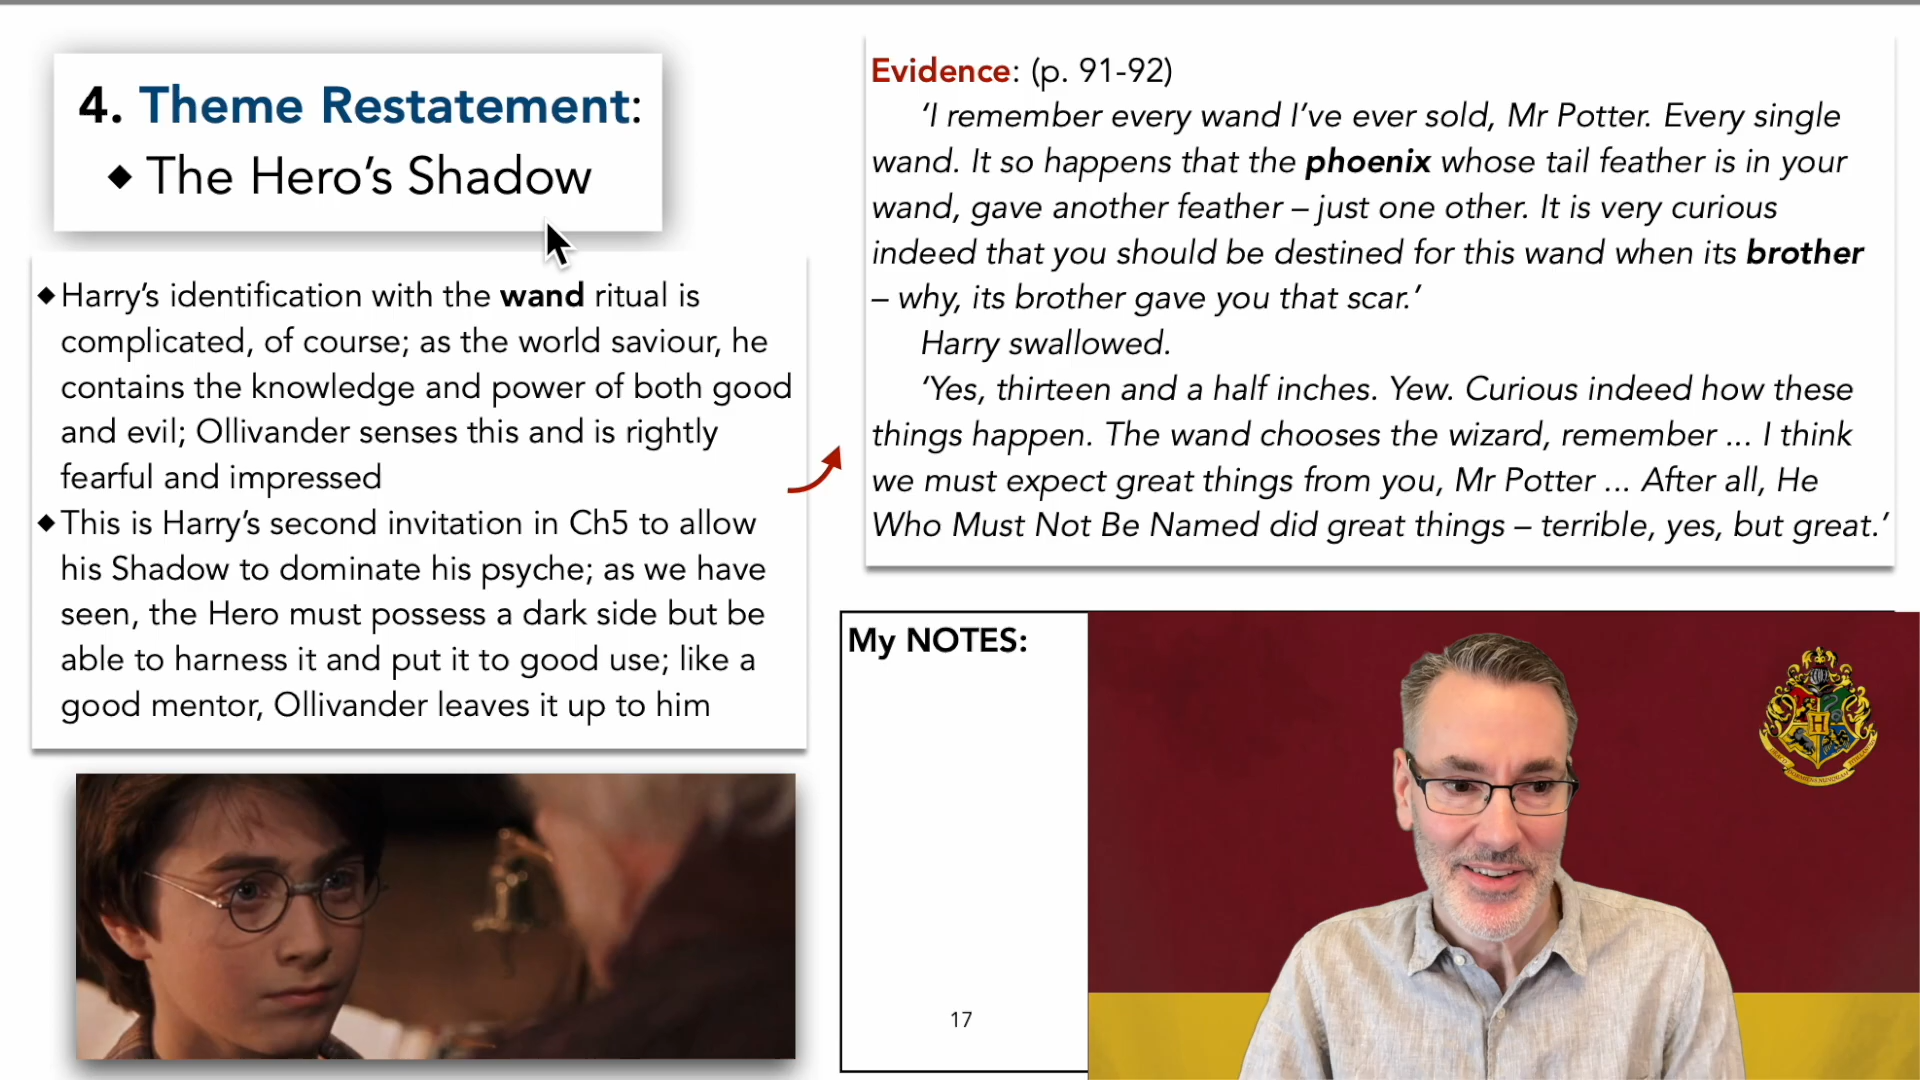 4. Theme Restatement:
◆ The Hero’s Shadow
◆Harry’s identification with the wand ritual is
complicated, of course; as the world saviour, he
contains the knowledge and power of both good
and evil; Ollivander senses this and is rightly
fearful and impressed
◆This is Harry’s second invitation in Ch5 to allow
his Shadow to dominate his psyche; as we have
seen, the Hero must possess a dark side but be
able to harness it and put it to good use; like a
good mentor, Ollivander leaves it up to him
Evidence: (p. 91-92)
‘I remember every wand I’ve ever sold, Mr Potter. Every single
wand. It so happens that the phoenix whose tail feather is in your
wand, gave another feather – just one other. It is very curious
indeed that you should be destined for this wand when its brother
– why, its brother gave you that scar.’
Harry swallowed.
‘Yes, thirteen and a half inches. Yew. Curious indeed how these
things happen. The wand chooses the wizard, remember ... I think
we must expect great things from you, Mr Potter ... After all, He
Who Must Not Be Named did great things – terrible, yes, but great.’
My NOTES:
17
H